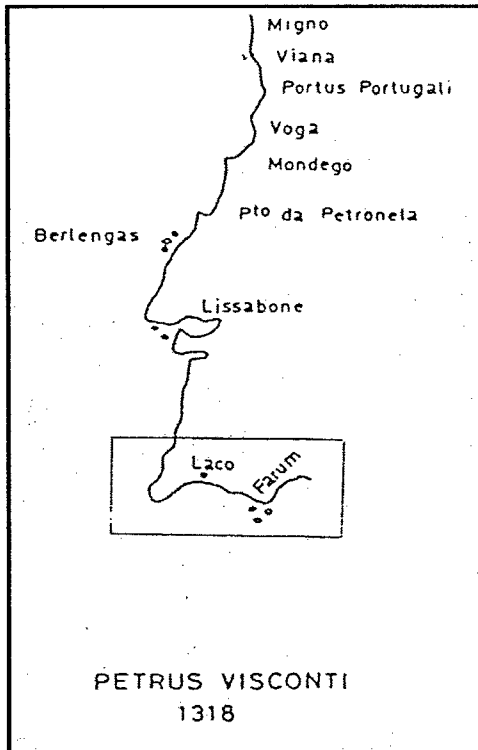 Migno
Viana
Portus Portugali
Voga
Mondego
Pto da Petronela
Berlengas
Lissabone
Laco
Farum
PETRUS VISCONTI
1318